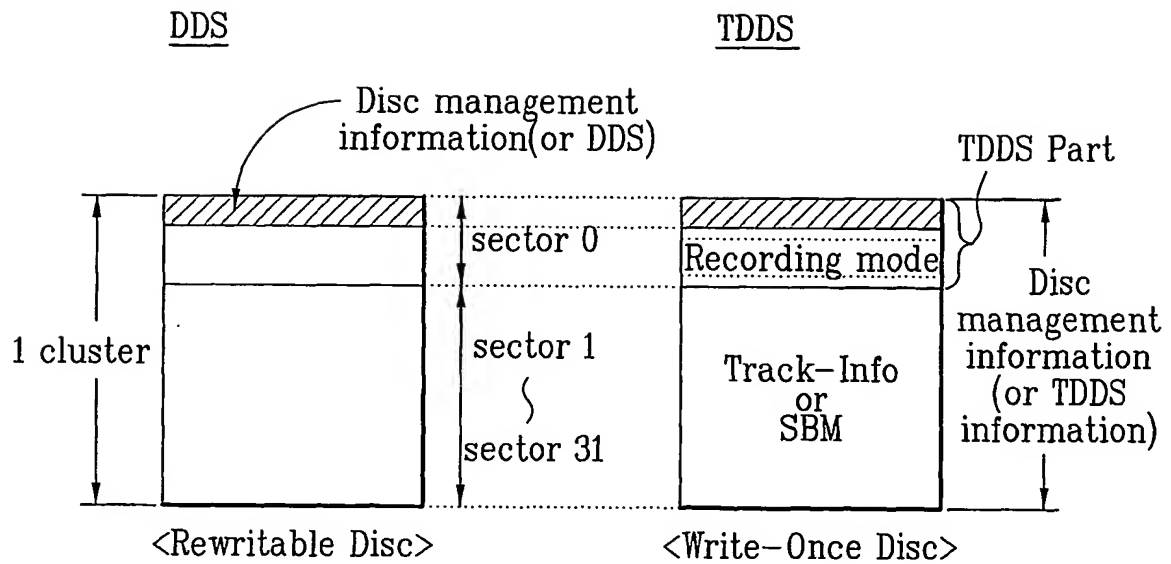 DDS
TDDS
Disc management
information(or DDS)
TDDS Part
sector 0
Recording mode
1 cluster
sector 1
sector 31
Track-Info
or
SBM
Disc
management
information
(or TDDS
information)
<Rewritable Disc>
<Write-Once Disc>